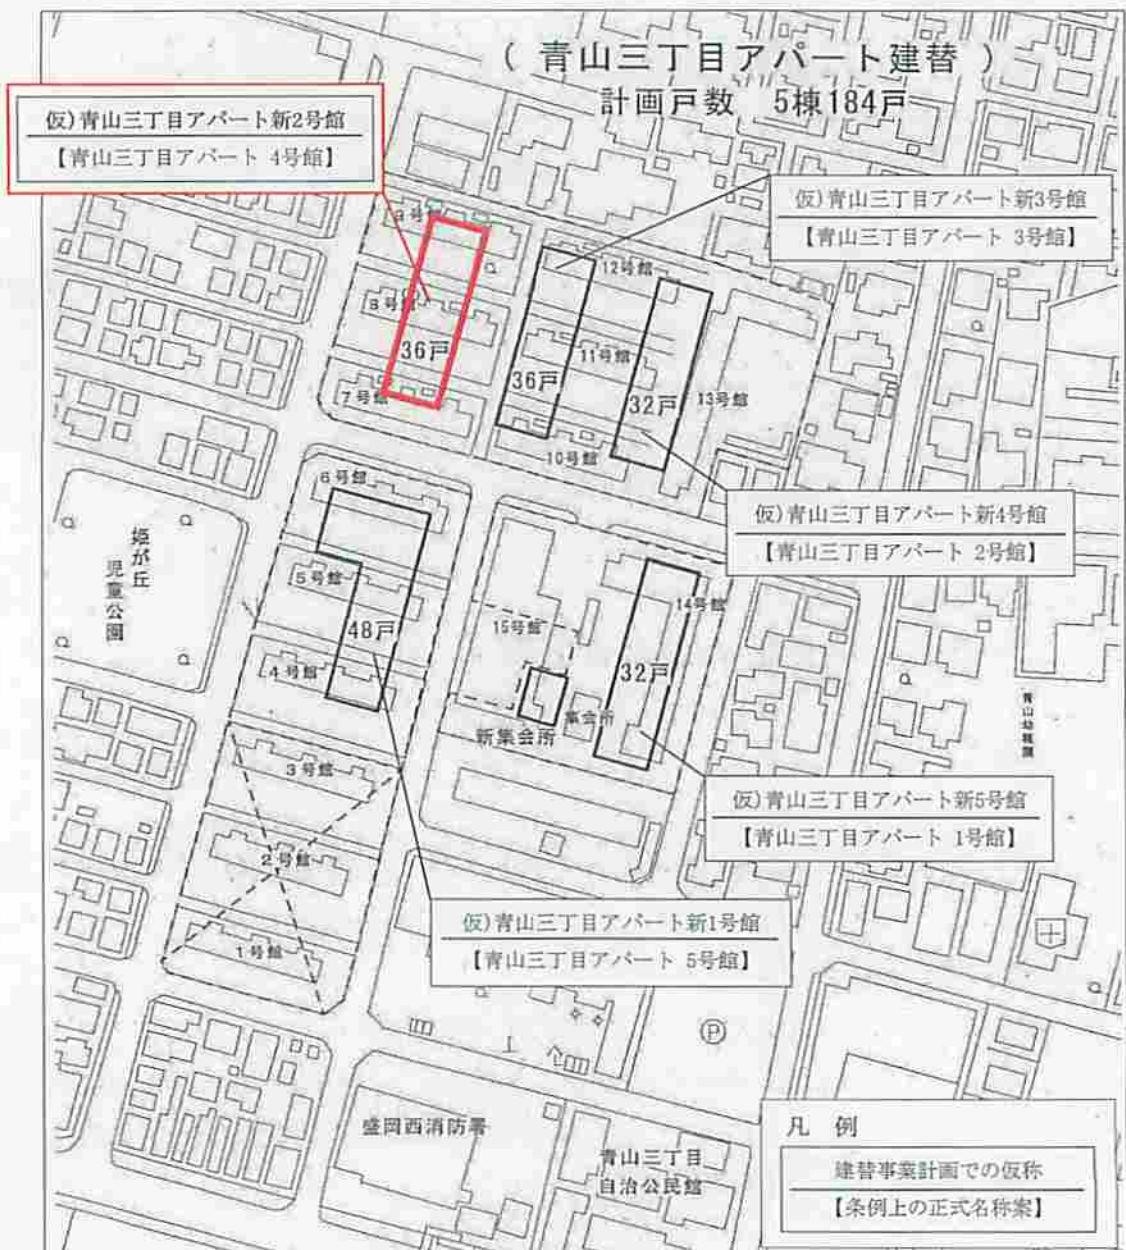 （ 青山三丁目アパート建替 ）
計画戸数　5棟184戸
仮)青山三丁目アパート新2号館
【青山三丁目アパート 4号館】
仮)青山三丁目アパート新3号館
【青山三丁目アパート 3号館】
9号館
12号館
8号館
11号館
36戸
36戸
7号館
32戸
13号館
10号館
6号館
仮)青山三丁目アパート新4号館
【青山三丁目アパート 2号館】
姫が丘
児童公園
5号館
14号館
48戸
15号館
4号館
32戸
集会所
新集会所
青山幼稚園
3号館
仮)青山三丁目アパート新5号館
【青山三丁目アパート 1号館】
2号館
仮)青山三丁目アパート新1号館
【青山三丁目アパート 5号館】
1号館
P
盛岡西消防署
青山三丁目
自治公民館
凡　例
建替事業計画での仮称
【条例上の正式名称案】